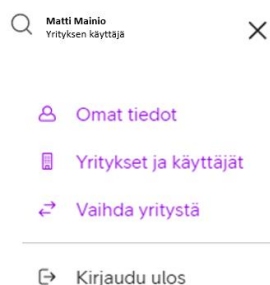 Matti Mainio
Yrityksen käyttäjä
Omat tiedot
Yritykset ja käyttäjät
Vaihda yritystä
Kirjaudu ulos